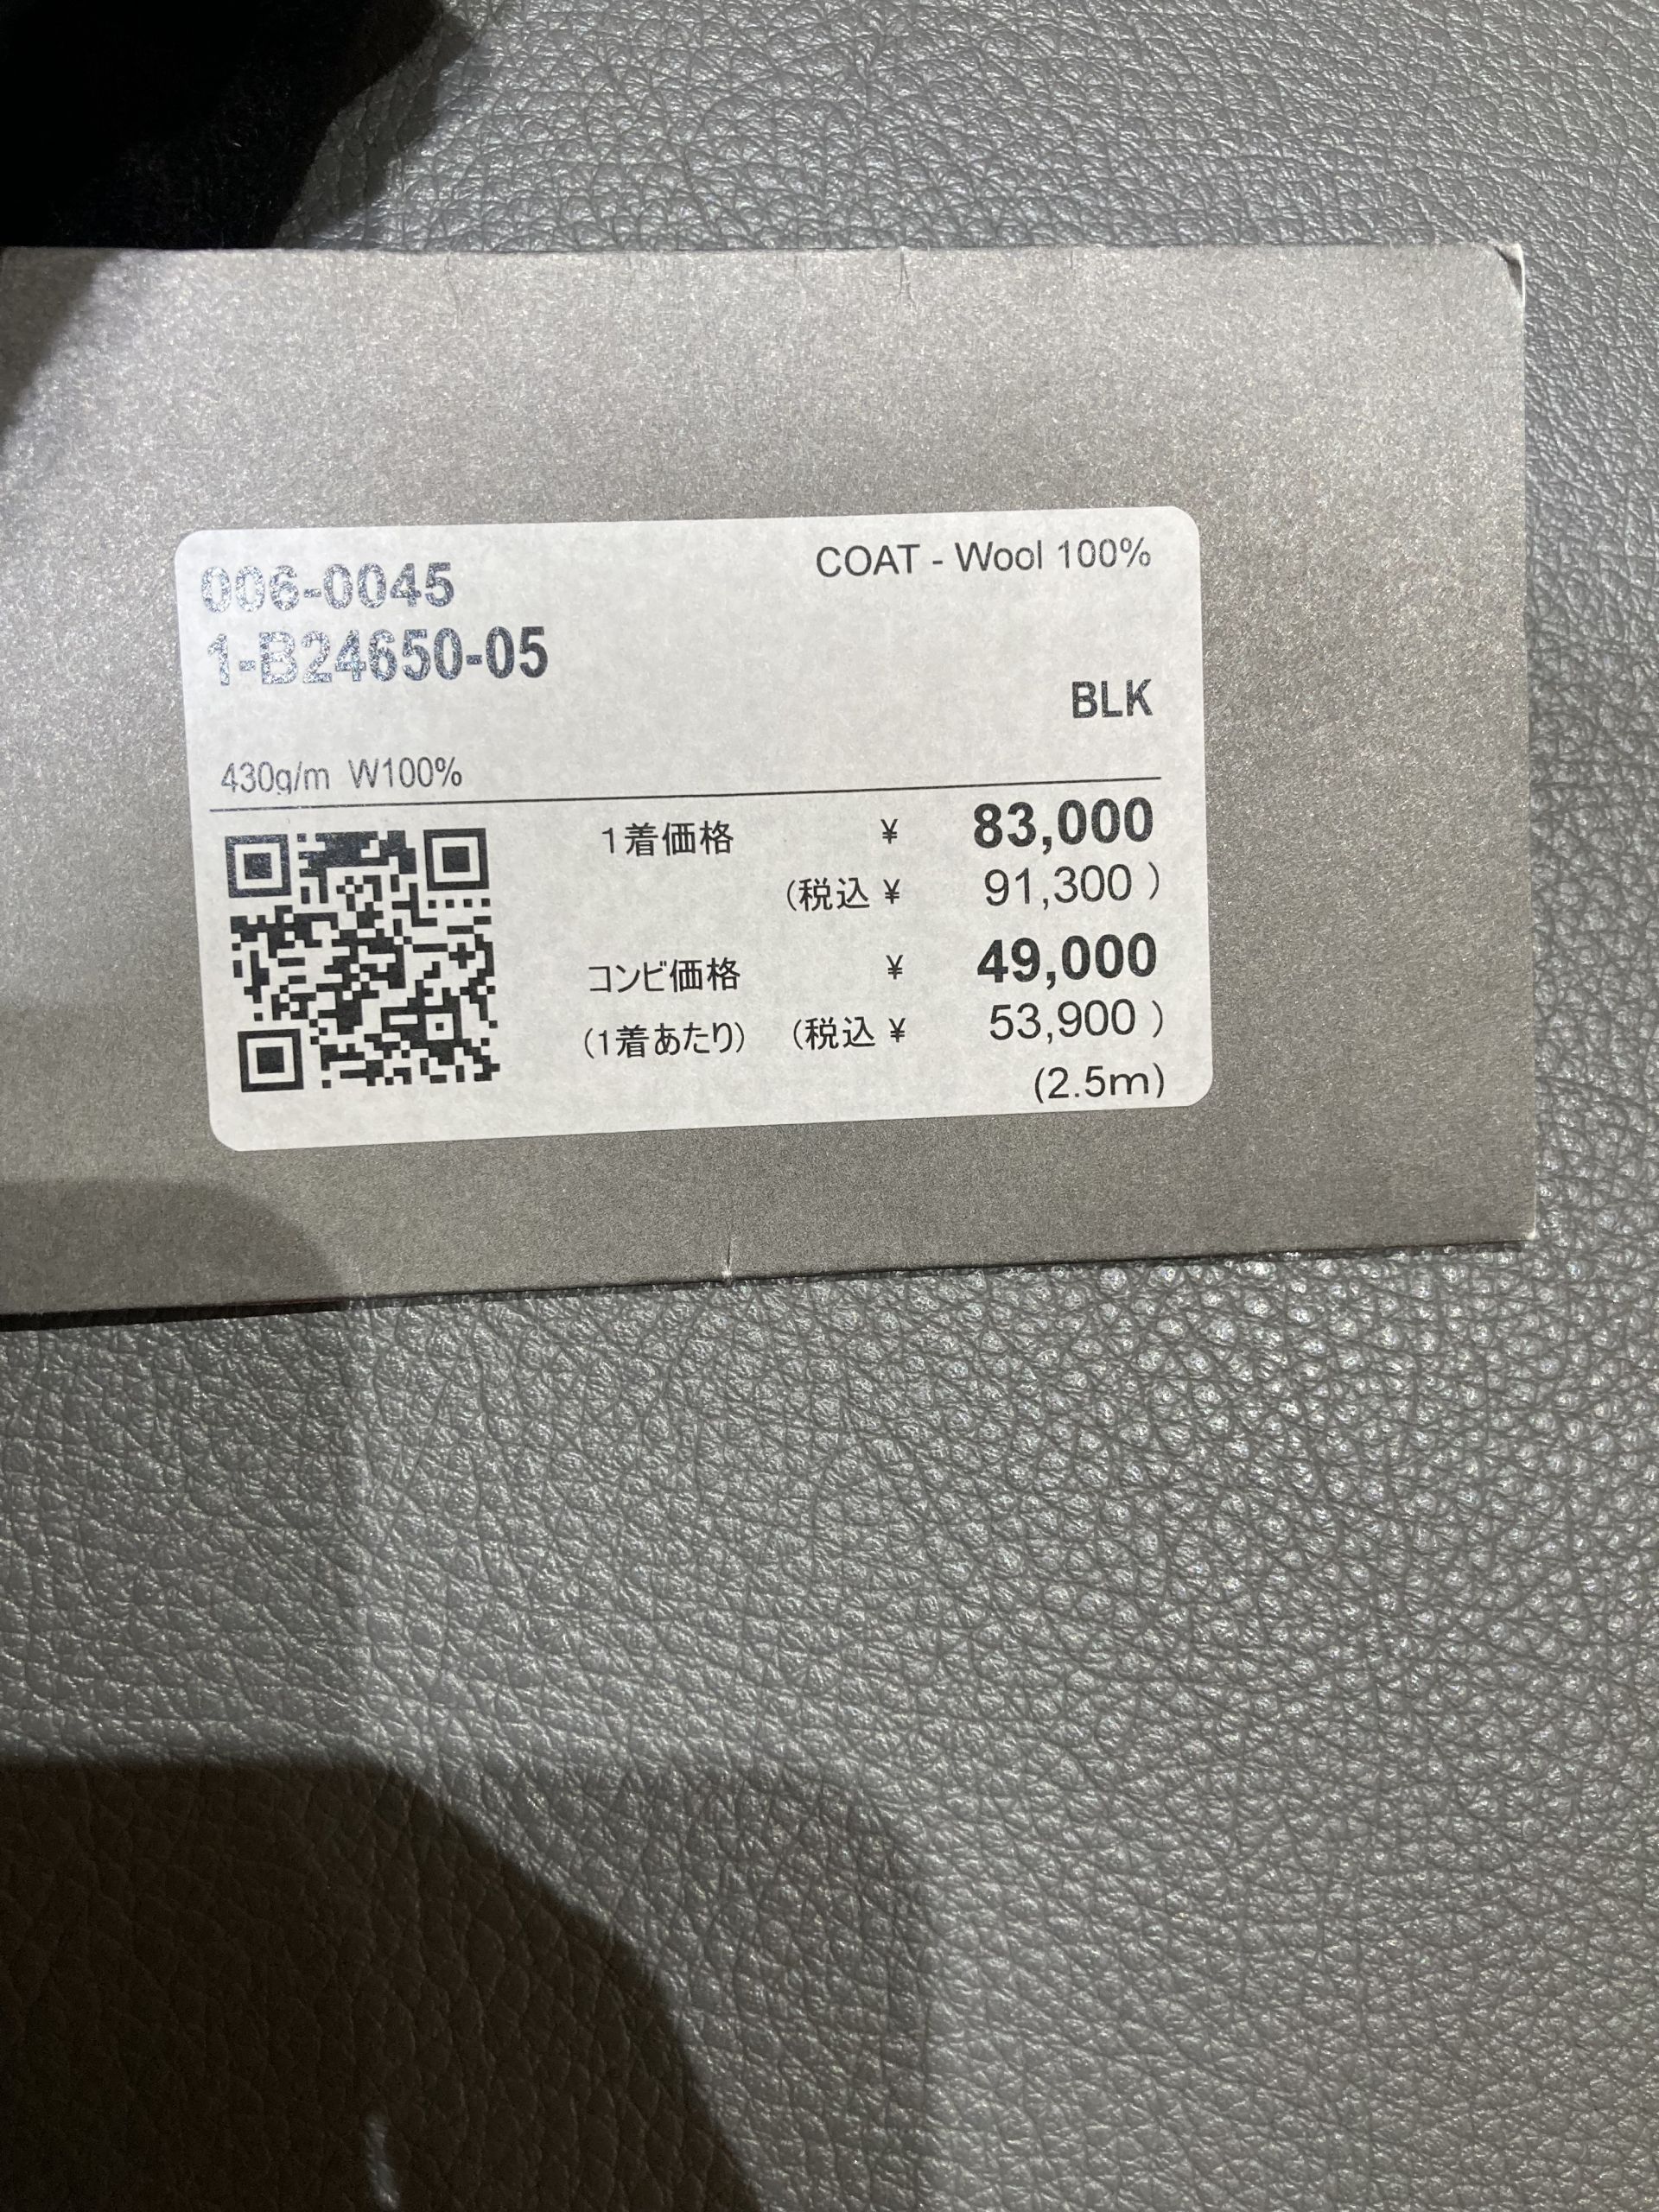 006-0045
COAT - Wool 100%
1-B24650-05
BLK
430g/m W100%
1着価格 ¥ 83,000
(税込 ¥ 91,300 )
コンビ価格 ¥ 49,000
(1着あたり) (税込 ¥ 53,900 )
(2.5m)